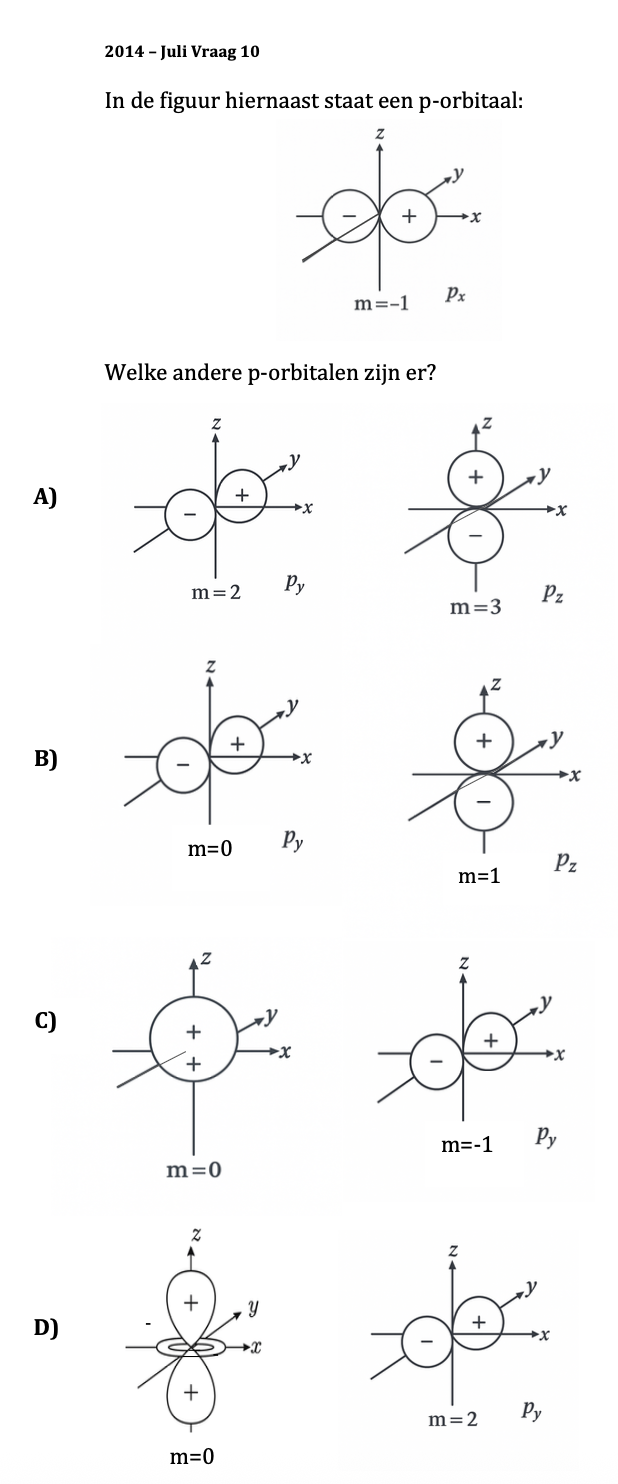 2014 – Juli Vraag 10
In de figuur hiernaast staat een p-orbitaal:
z
y
− + x
m=−1 pₓ
Welke andere p-orbitalen zijn er?
A)
z
y
+
− x
m=2 p_y
z
+ y
x
−
m=3 p_z
B)
z
y
+
− x
m=0 p_y
z
+ y
x
−
m=1 p_z
C)
z
+ y
x
+
m=0
z
y
+
− x
m=-1 p_y
D)
z
+ y
-
x
+
m=0
z
y
+
− x
m=2 p_y